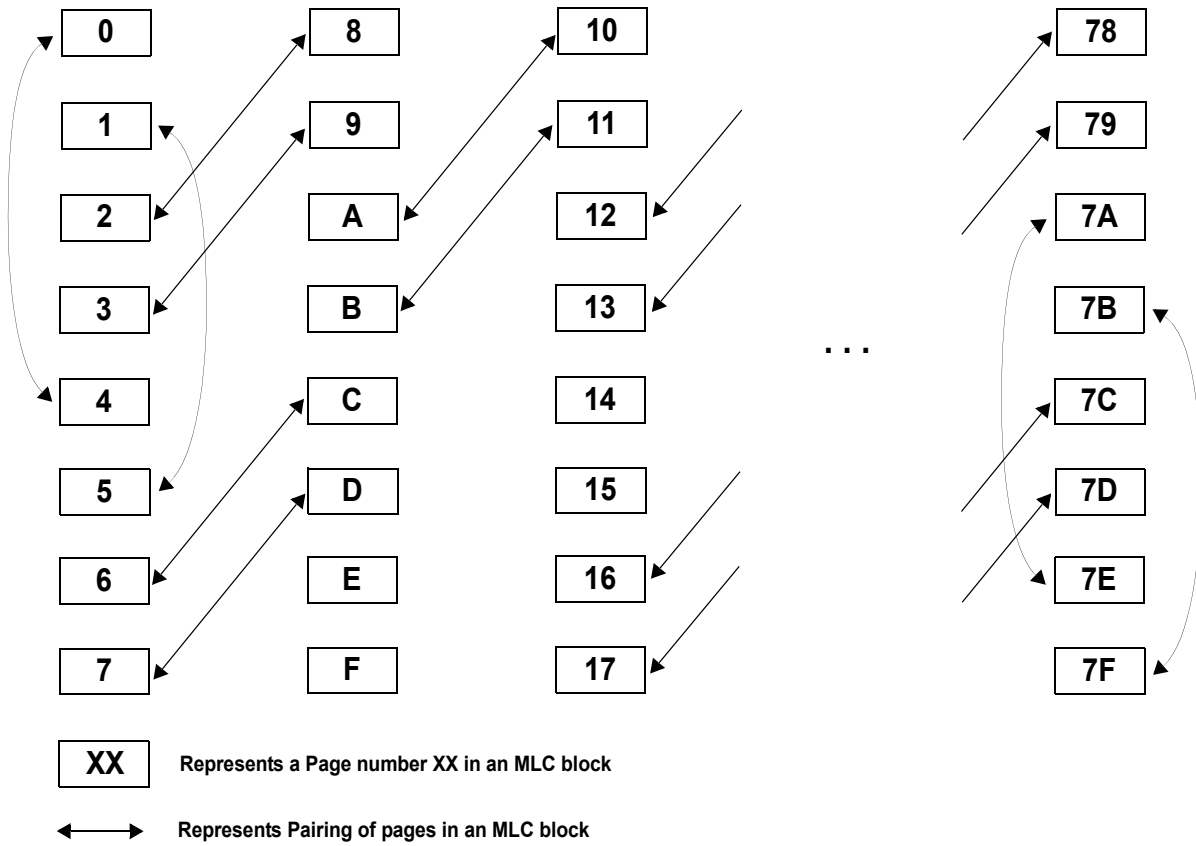 0 8 10 78
1 9 11 79
2 A 12 7A
3 B 13 7B
. . .
4 C 14 7C
5 D 15 7D
6 E 16 7E
7 F 17 7F
XX Represents a Page number XX in an MLC block
Represents Pairing of pages in an MLC block